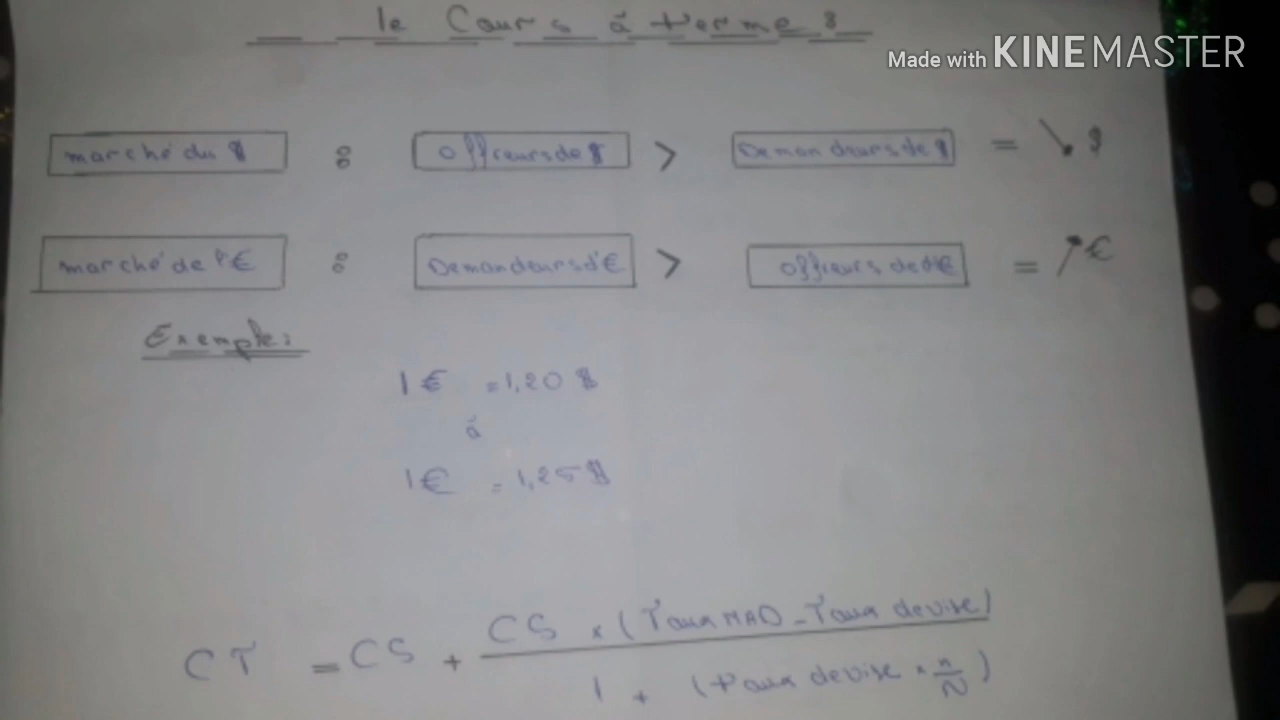 le Cours à terme :
Made with KINEMASTER
marché du $ : offreurs de $ > Demandeurs de $ = ↘ $
marché de l'€ : Demandeurs d'€ > offreurs de d'€ = ↗ €
Exemple :
1 € = 1,20 $
à
1 € = 1,25 $
CT = CS + CS x (Taux MAD - Taux devise) / 1 + (taux devise x n/N)